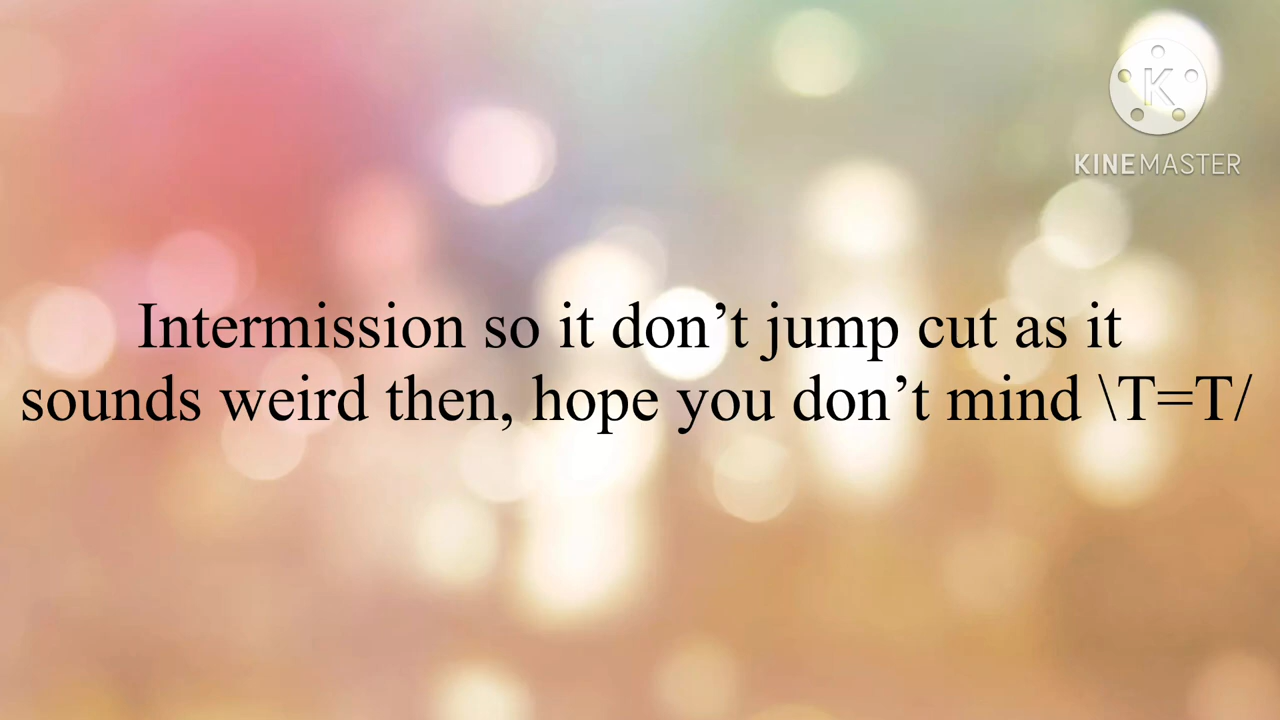 K
KINEMASTER
Intermission so it don’t jump cut as it
sounds weird then, hope you don’t mind \T=T/